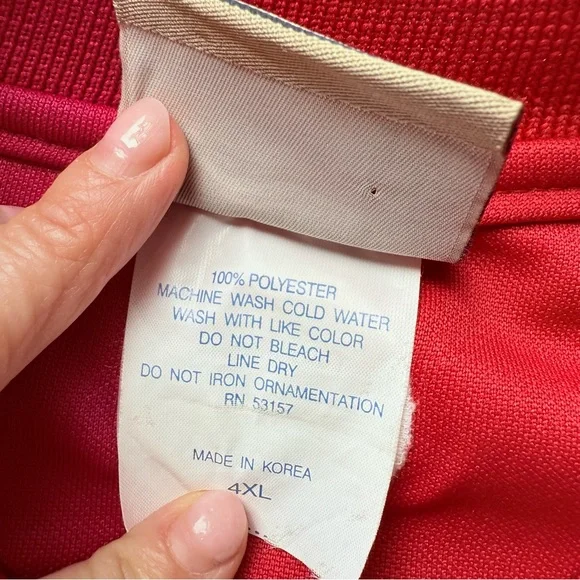 100% POLYESTER
MACHINE WASH COLD WATER
WASH WITH LIKE COLOR
DO NOT BLEACH
LINE DRY
DO NOT IRON ORNAMENTATION
RN 53157
MADE IN KOREA
4XL